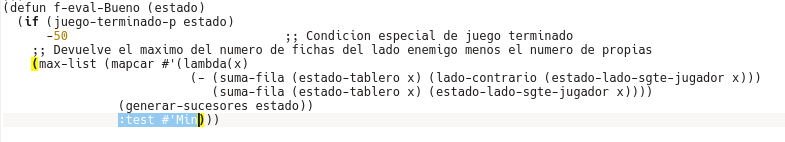 (defun f-eval-Bueno (estado)
(if (juego-terminado-p estado)
-50 ;; Condicion especial de juego terminado
;; Devuelve el maximo del numero de fichas del lado enemigo menos el numero de propias
(max-list (mapcar #'(lambda(x)
(- (suma-fila (estado-tablero x) (lado-contrario (estado-lado-sgte-jugador x)))
(suma-fila (estado-tablero x) (estado-lado-sgte-jugador x))))
(generar-sucesores estado))
:test #'Min)))